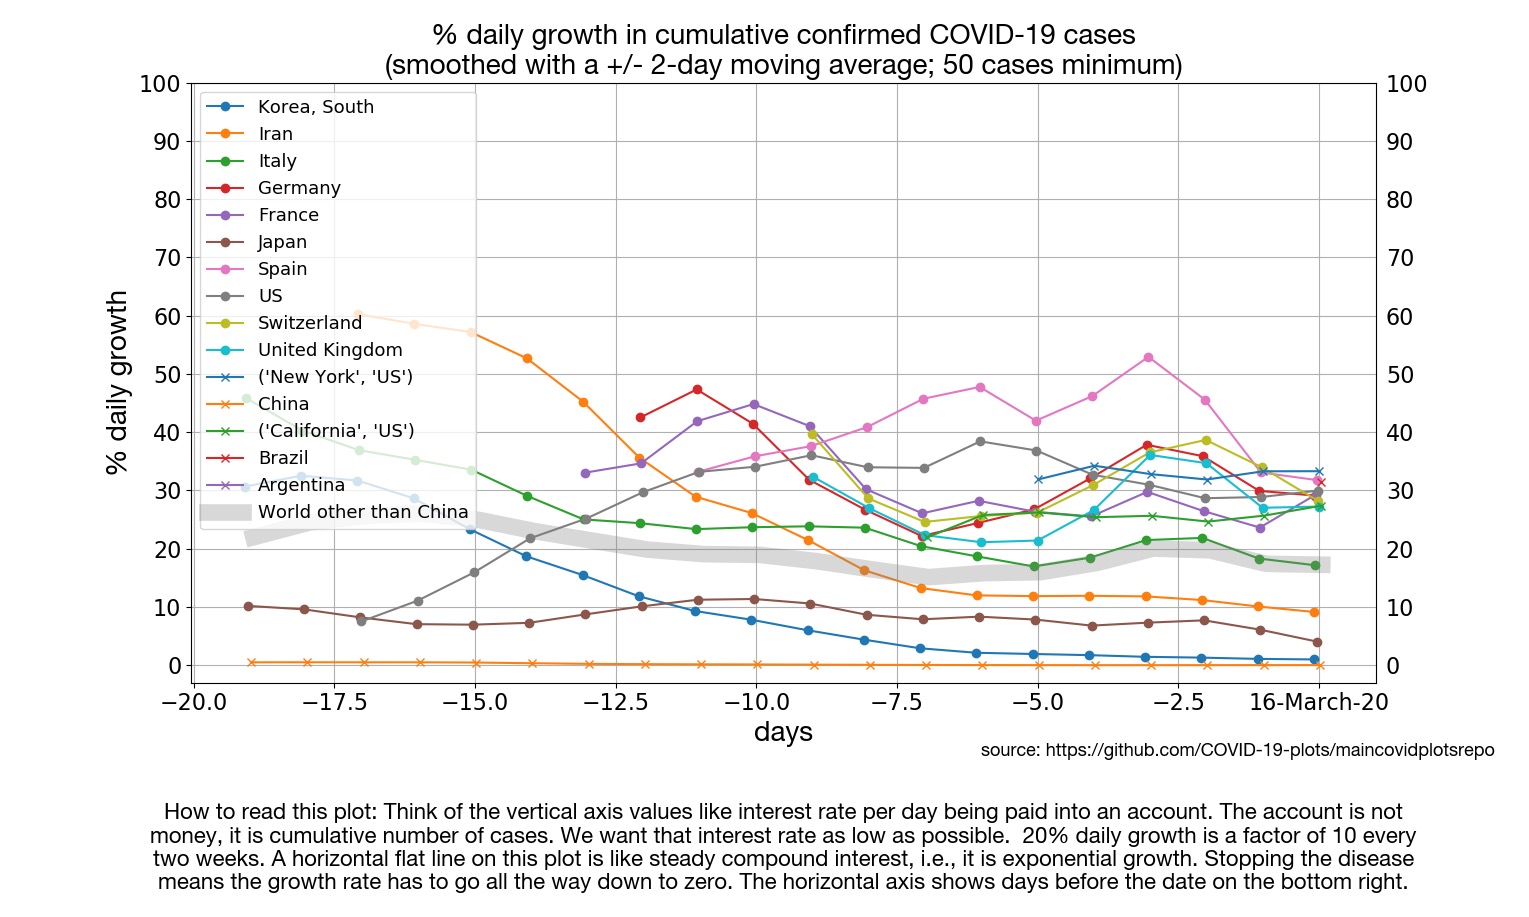 % daily growth in cumulative confirmed COVID-19 cases
(smoothed with a +/- 2-day moving average; 50 cases minimum)
100
90
80
70
60
50
40
30
20
10
0
% daily growth
Korea, South
Iran
Italy
Germany
France
Japan
Spain
US
Switzerland
United Kingdom
('New York', 'US')
China
('California', 'US')
Brazil
Argentina
World other than China
100
90
80
70
60
50
40
30
20
10
0
−20.0 −17.5 −15.0 −12.5 −10.0 −7.5 −5.0 −2.5 16-March-20
days
source: https://github.com/COVID-19-plots/maincovidplotsrepo
How to read this plot: Think of the vertical axis values like interest rate per day being paid into an account. The account is not
money, it is cumulative number of cases. We want that interest rate as low as possible.  20% daily growth is a factor of 10 every
two weeks. A horizontal flat line on this plot is like steady compound interest, i.e., it is exponential growth. Stopping the disease
means the growth rate has to go all the way down to zero. The horizontal axis shows days before the date on the bottom right.